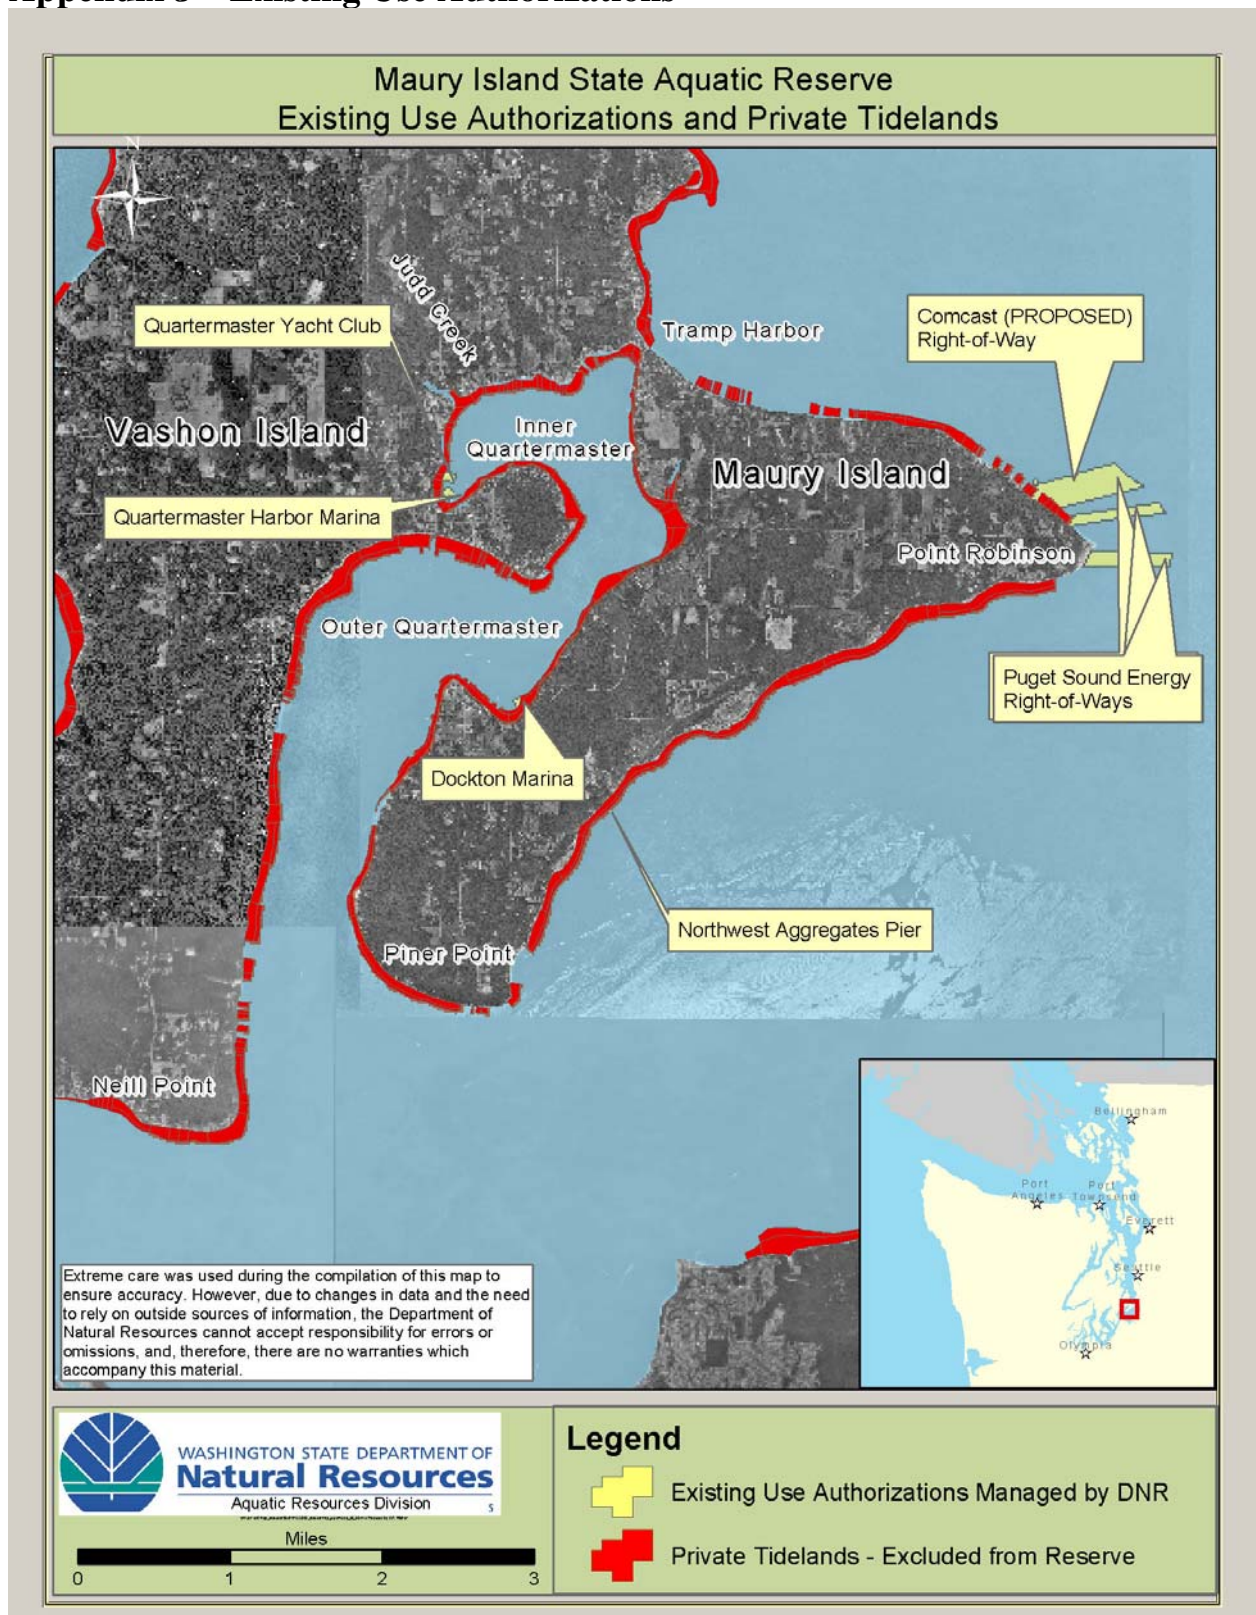 Maury Island State Aquatic Reserve
Existing Use Authorizations and Private Tidelands
N
Judd Creek
Quartermaster Yacht Club
Tramp Harbor
Comcast (PROPOSED)
Right-of-Way
Vashon Island
Inner
Quartermaster
Maury Island
Quartermaster Harbor Marina
Point Robinson
Outer Quartermaster
Puget Sound Energy
Right-of-Ways
Dockton Marina
Northwest Aggregates Pier
Piner Point
Neill Point
Bellingham
Port
Angeles
Port
Townsend
Everett
Seattle
Olympia
Extreme care was used during the compilation of this map to
ensure accuracy. However, due to changes in data and the need
to rely on outside sources of information, the Department of
Natural Resources cannot accept responsibility for errors or
omissions, and, therefore, there are no warranties which
accompany this material.
WASHINGTON STATE DEPARTMENT OF
Natural Resources
Aquatic Resources Division
s
Miles
0 1 2 3
Legend
Existing Use Authorizations Managed by DNR
Private Tidelands - Excluded from Reserve